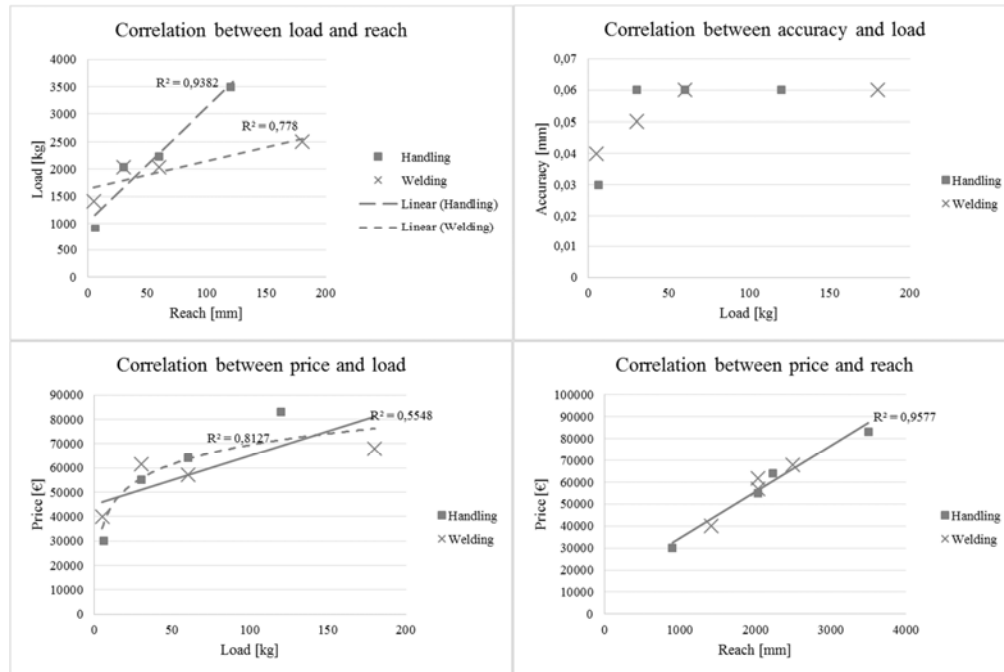 Correlation between load and reach
4000
3500
3000
2500
2000
1500
1000
500
0
Load [kg]
0
50
100
150
200
Reach [mm]
R² = 0,9382
R² = 0,778
Handling
Welding
Linear (Handling)
Linear (Welding)
Correlation between accuracy and load
0,07
0,06
0,05
0,04
0,03
0,02
0,01
0
Accuracy [mm]
0
50
100
150
200
Load [kg]
Handling
Welding
Correlation between price and load
90000
80000
70000
60000
50000
40000
30000
20000
10000
0
Price [€]
0
50
100
150
200
Load [kg]
R² = 0,8127
R² = 0,5548
Handling
Welding
Correlation between price and reach
100000
90000
80000
70000
60000
50000
40000
30000
20000
10000
0
Price [€]
0
1000
2000
3000
4000
Reach [mm]
R² = 0,9577
Handling
Welding